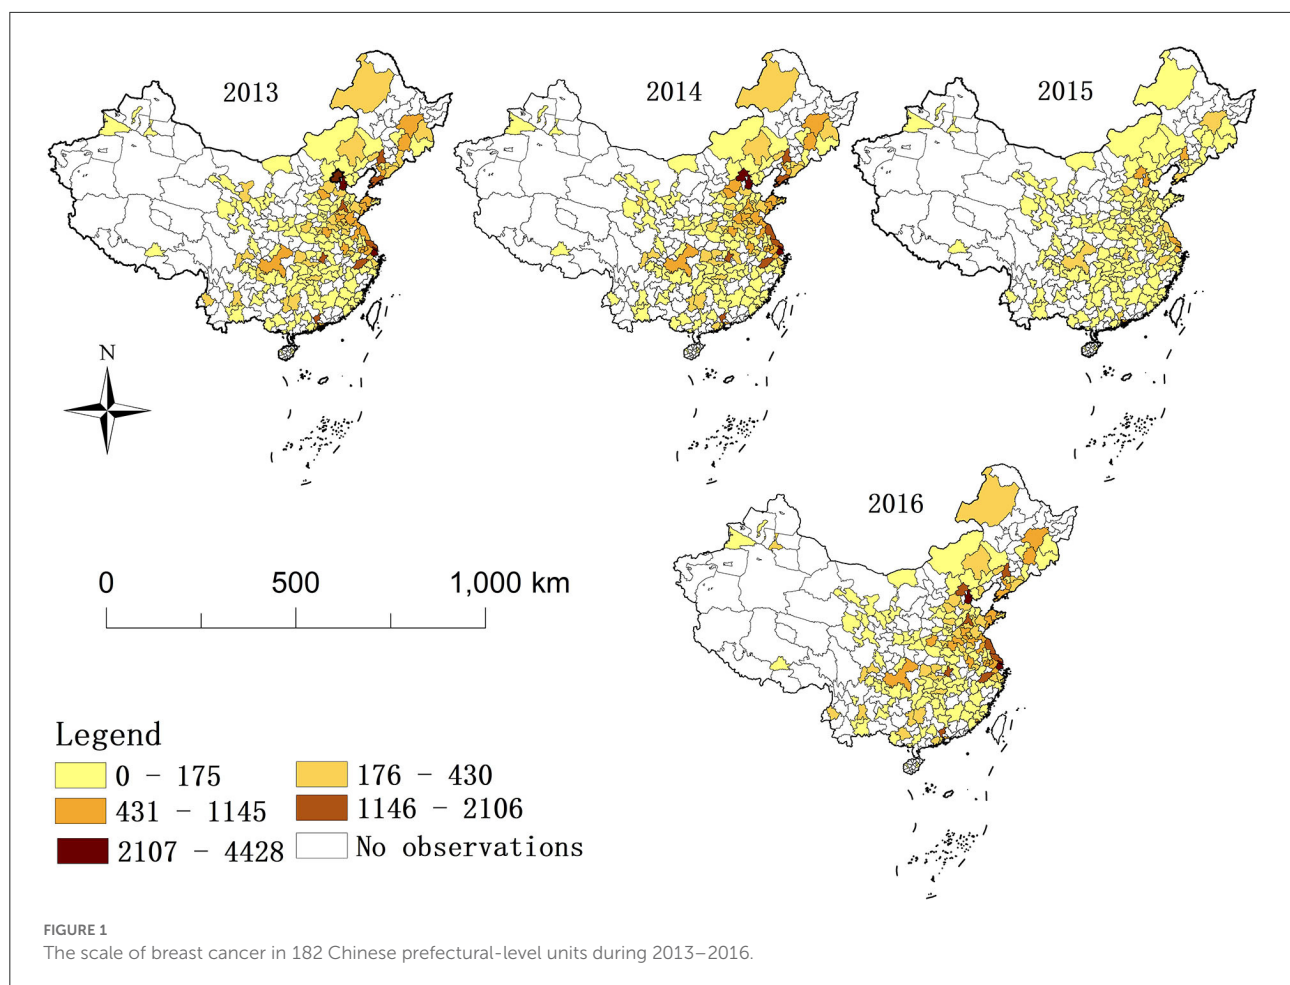 2013
2014
2015
N
2016
0 500 1,000 km
Legend
0 – 175
176 – 430
431 – 1145
1146 – 2106
2107 – 4428
No observations
FIGURE 1
The scale of breast cancer in 182 Chinese prefectural-level units during 2013–2016.